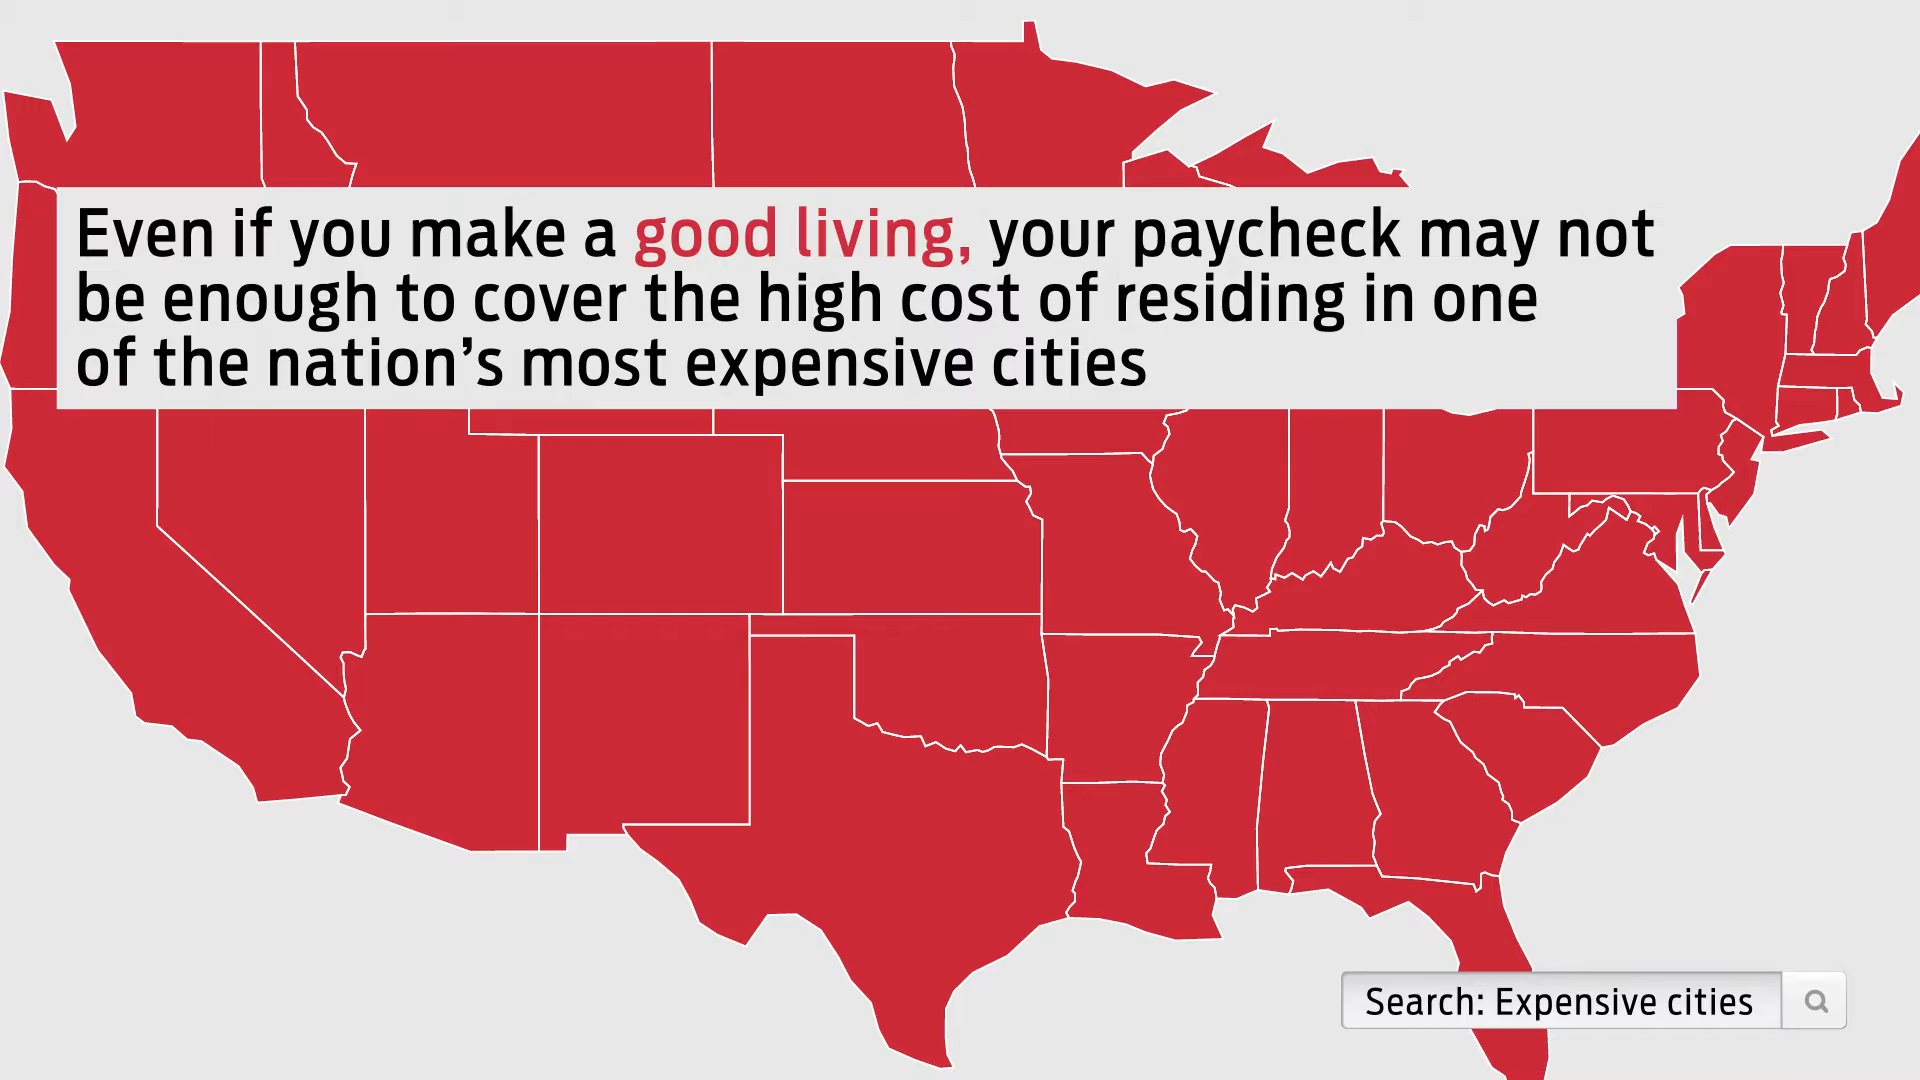 Even if you make a good living, your paycheck may not
be enough to cover the high cost of residing in one
of the nation’s most expensive cities
Search: Expensive cities